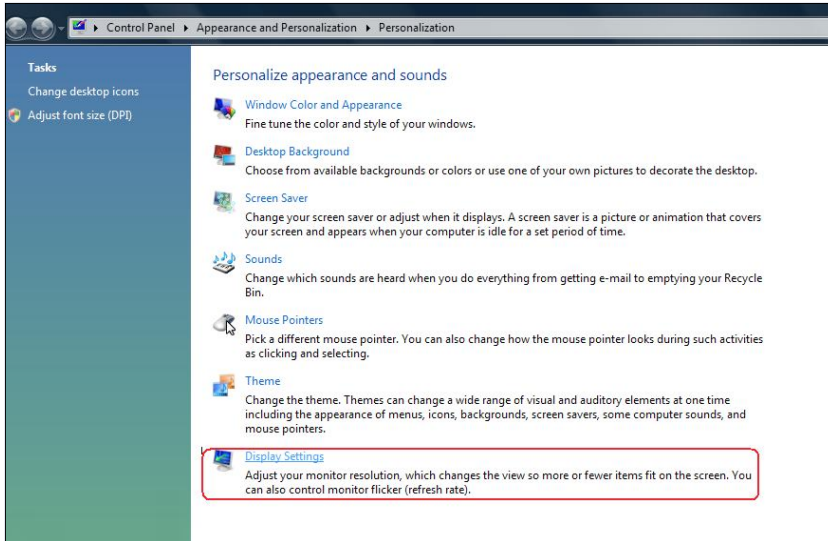 Control Panel ▸ Appearance and Personalization ▸ Personalization
Tasks
Change desktop icons
Adjust font size (DPI)
Personalize appearance and sounds
Window Color and Appearance
Fine tune the color and style of your windows.
Desktop Background
Choose from available backgrounds or colors or use one of your own pictures to decorate the desktop.
Screen Saver
Change your screen saver or adjust when it displays. A screen saver is a picture or animation that covers
your screen and appears when your computer is idle for a set period of time.
Sounds
Change which sounds are heard when you do everything from getting e-mail to emptying your Recycle
Bin.
Mouse Pointers
Pick a different mouse pointer. You can also change how the mouse pointer looks during such activities
as clicking and selecting.
Theme
Change the theme. Themes can change a wide range of visual and auditory elements at one time
including the appearance of menus, icons, backgrounds, screen savers, some computer sounds, and
mouse pointers.
Display Settings
Adjust your monitor resolution, which changes the view so more or fewer items fit on the screen. You
can also control monitor flicker (refresh rate).